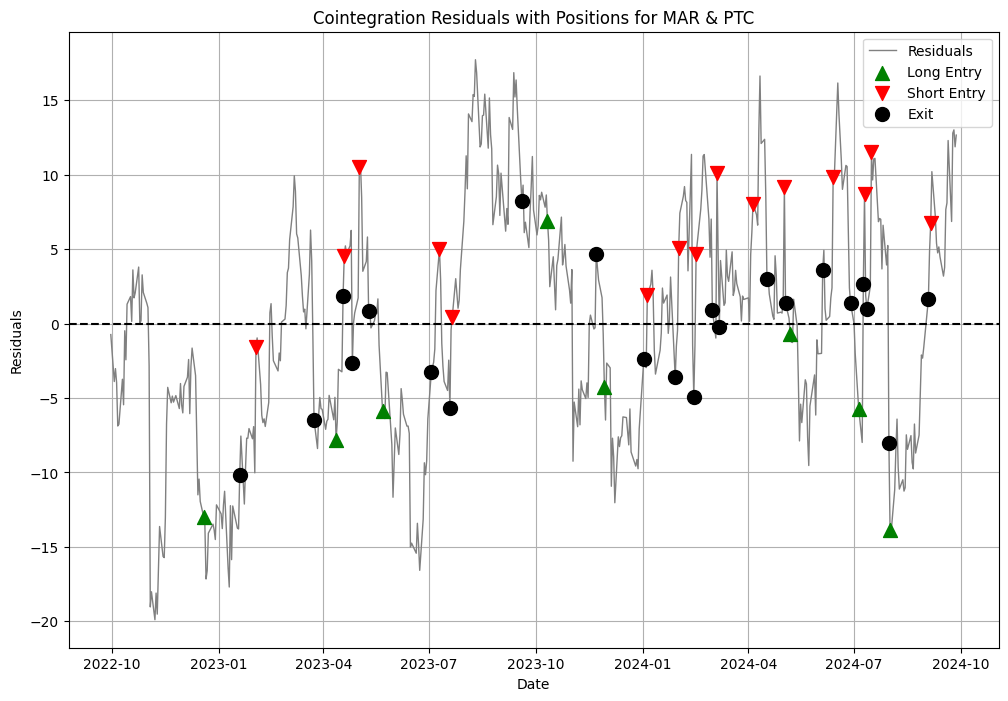 Cointegration Residuals with Positions for MAR & PTC
Residuals
Long Entry
Short Entry
Exit
Residuals
15
10
5
0
−5
−10
−15
−20
2022-10
2023-01
2023-04
2023-07
2023-10
2024-01
2024-04
2024-07
2024-10
Date